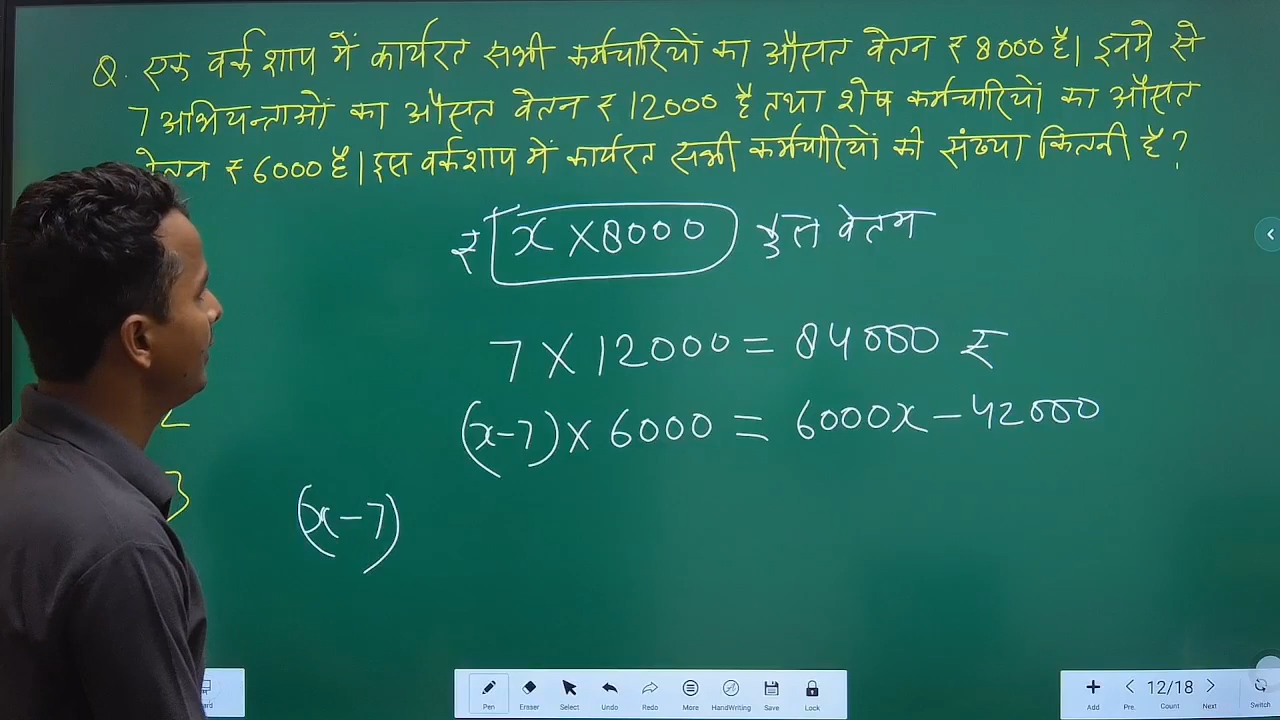 Q. एक वर्कशाप में कार्यरत सभी कर्मचारियों का औसत वेतन ₹ 8000 है। इनमे से
7 अभियन्ताओं का औसत वेतन ₹ 12000 है तथा शेष कर्मचारियों का औसत
वेतन ₹ 6000 है। इस वर्कशाप में कार्यरत सभी कर्मचारियों की संख्या कितनी है?
₹ x × 8000 कुल वेतन
7 × 12000 = 84000 ₹
(x-7) × 6000 = 6000x - 42000
2
3
(x-7)
Pen Eraser Select Undo Redo More HandWriting Save Lock
Add Pre. 12/18 Count Next Switch